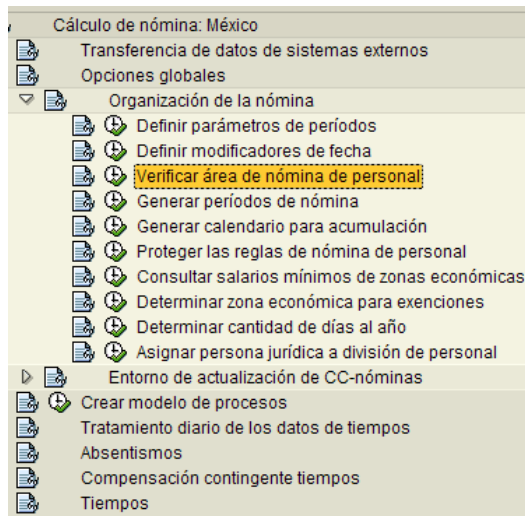 Cálculo de nómina: México
Transferencia de datos de sistemas externos
Opciones globales
Organización de la nómina
Definir parámetros de períodos
Definir modificadores de fecha
Verificar área de nómina de personal
Generar períodos de nómina
Generar calendario para acumulación
Proteger las reglas de nómina de personal
Consultar salarios mínimos de zonas económicas
Determinar zona económica para exenciones
Determinar cantidad de días al año
Asignar persona jurídica a división de personal
Entorno de actualización de CC-nóminas
Crear modelo de procesos
Tratamiento diario de los datos de tiempos
Absentismos
Compensación contingente tiempos
Tiempos